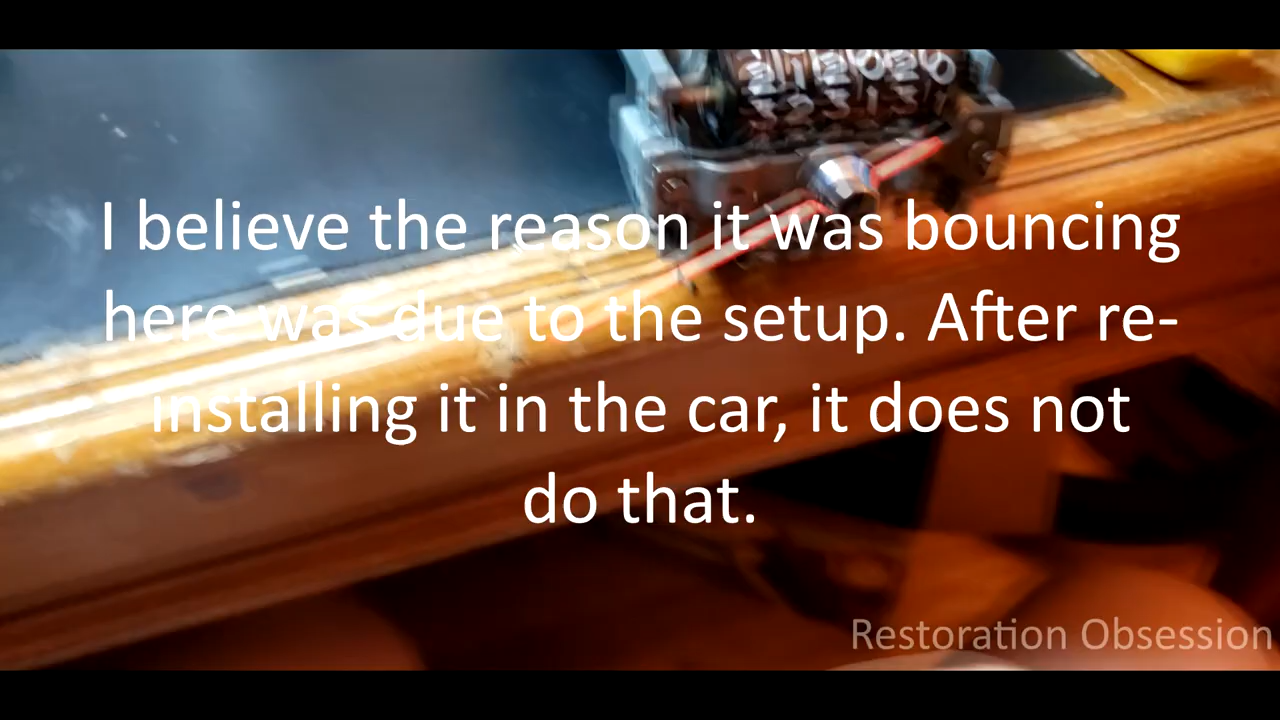 I believe the reason it was bouncing
here was due to the setup. After re-
installing it in the car, it does not
do that.
Restoration Obsession